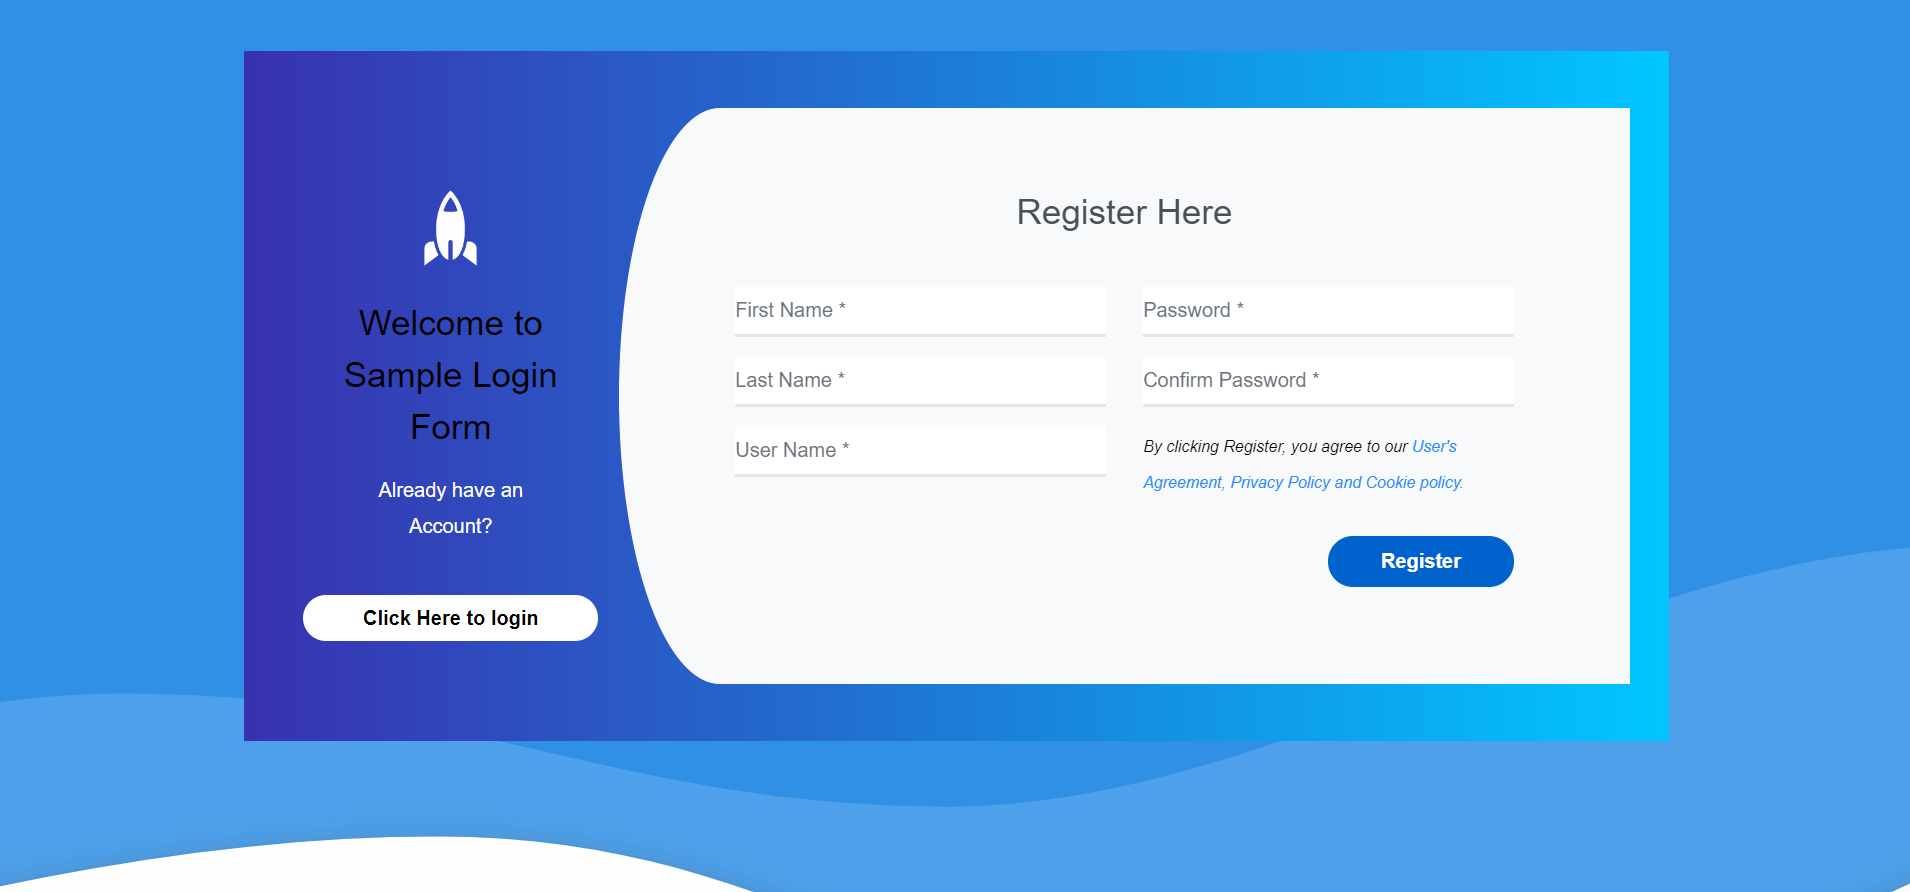 Welcome to
Sample Login
Form
Already have an
Account?
Click Here to login
Register Here
First Name *
Last Name *
User Name *
Password *
Confirm Password *
By clicking Register, you agree to our User's
Agreement, Privacy Policy and Cookie policy.
Register